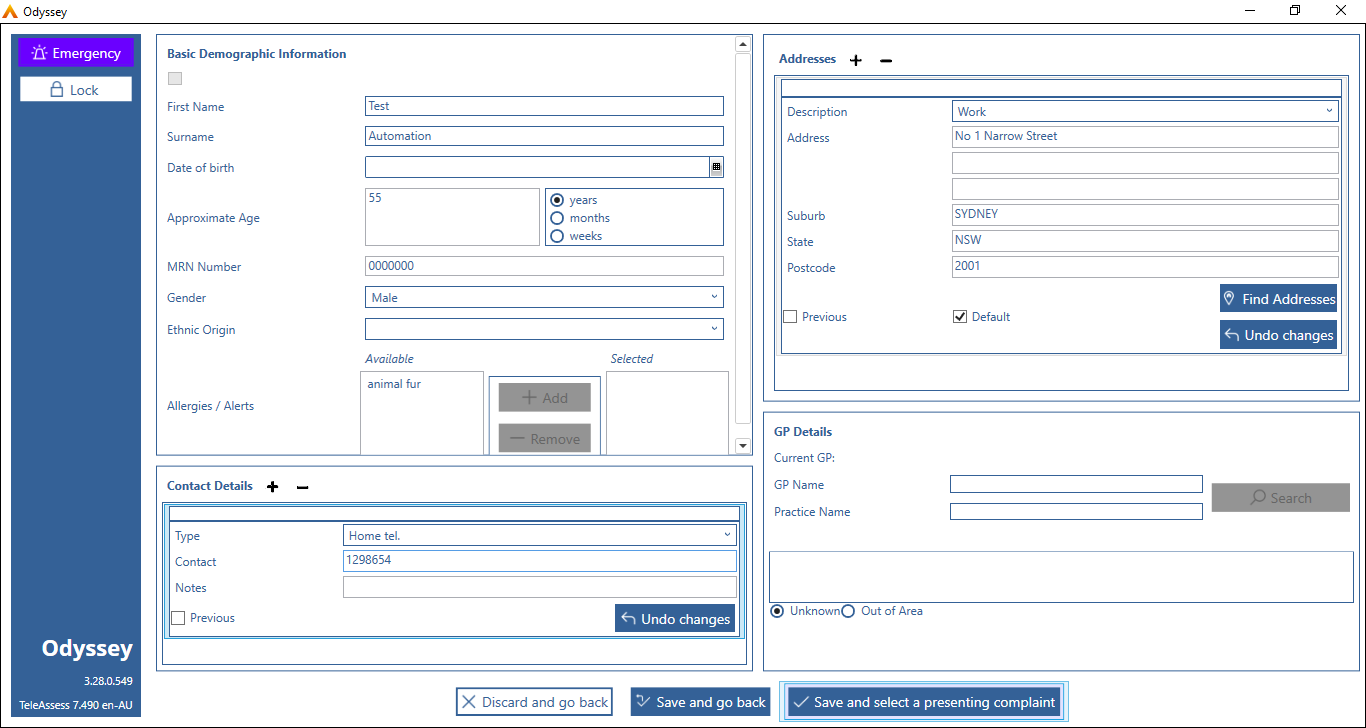 Odyssey
Emergency
Lock
Basic Demographic Information
First Name
Test
Surname
Automation
Date of birth
Approximate Age
55
years
months
weeks
MRN Number
0000000
Gender
Male
Ethnic Origin
Available
Selected
Allergies / Alerts
animal fur
Add
Remove
Contact Details
Type
Home tel.
Contact
1298654
Notes
Previous
Undo changes
Addresses
Description
Work
Address
No 1 Narrow Street
Suburb
SYDNEY
State
NSW
Postcode
2001
Find Addresses
Previous
Default
Undo changes
GP Details
Current GP:
GP Name
Practice Name
Search
Unknown
Out of Area
Odyssey
3.28.0.549
TeleAssess 7.490 en-AU
Discard and go back
Save and go back
Save and select a presenting complaint